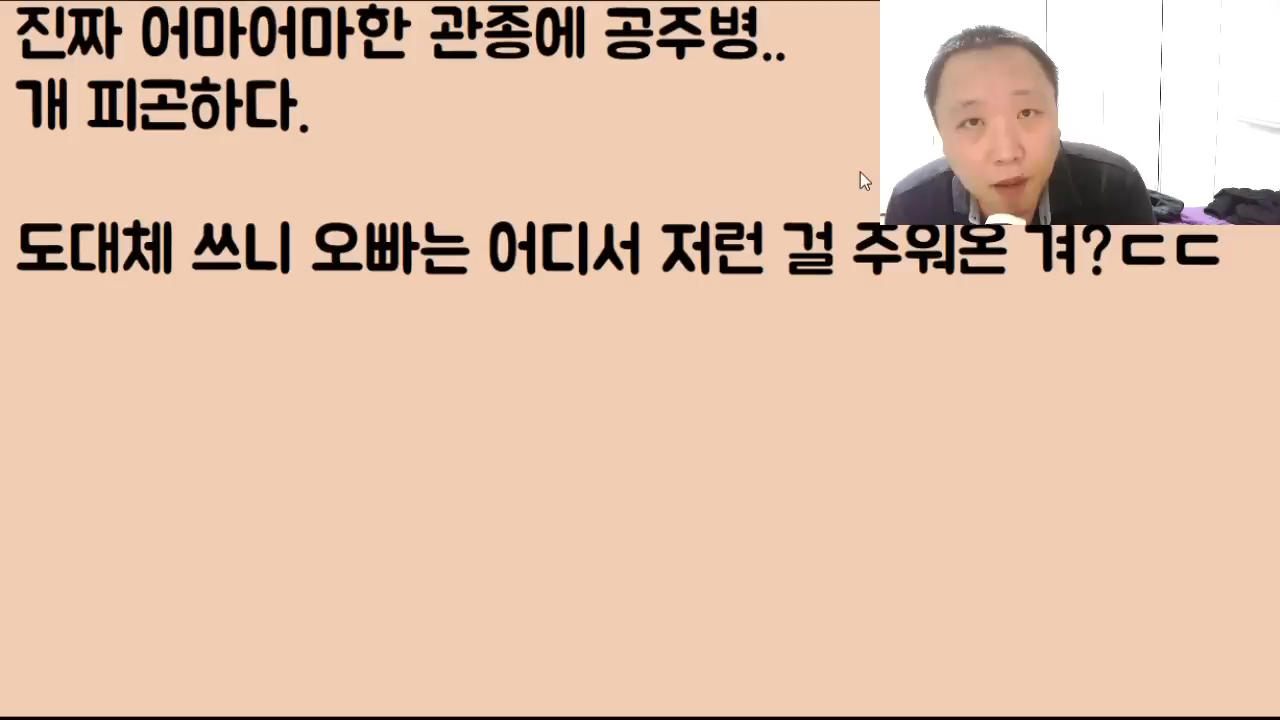 진짜 어마어마한 관종에 공주병..
개 피곤하다.
도대체 쓰니 오빠는 어디서 저런 걸 주워온 겨?ㄷㄷ